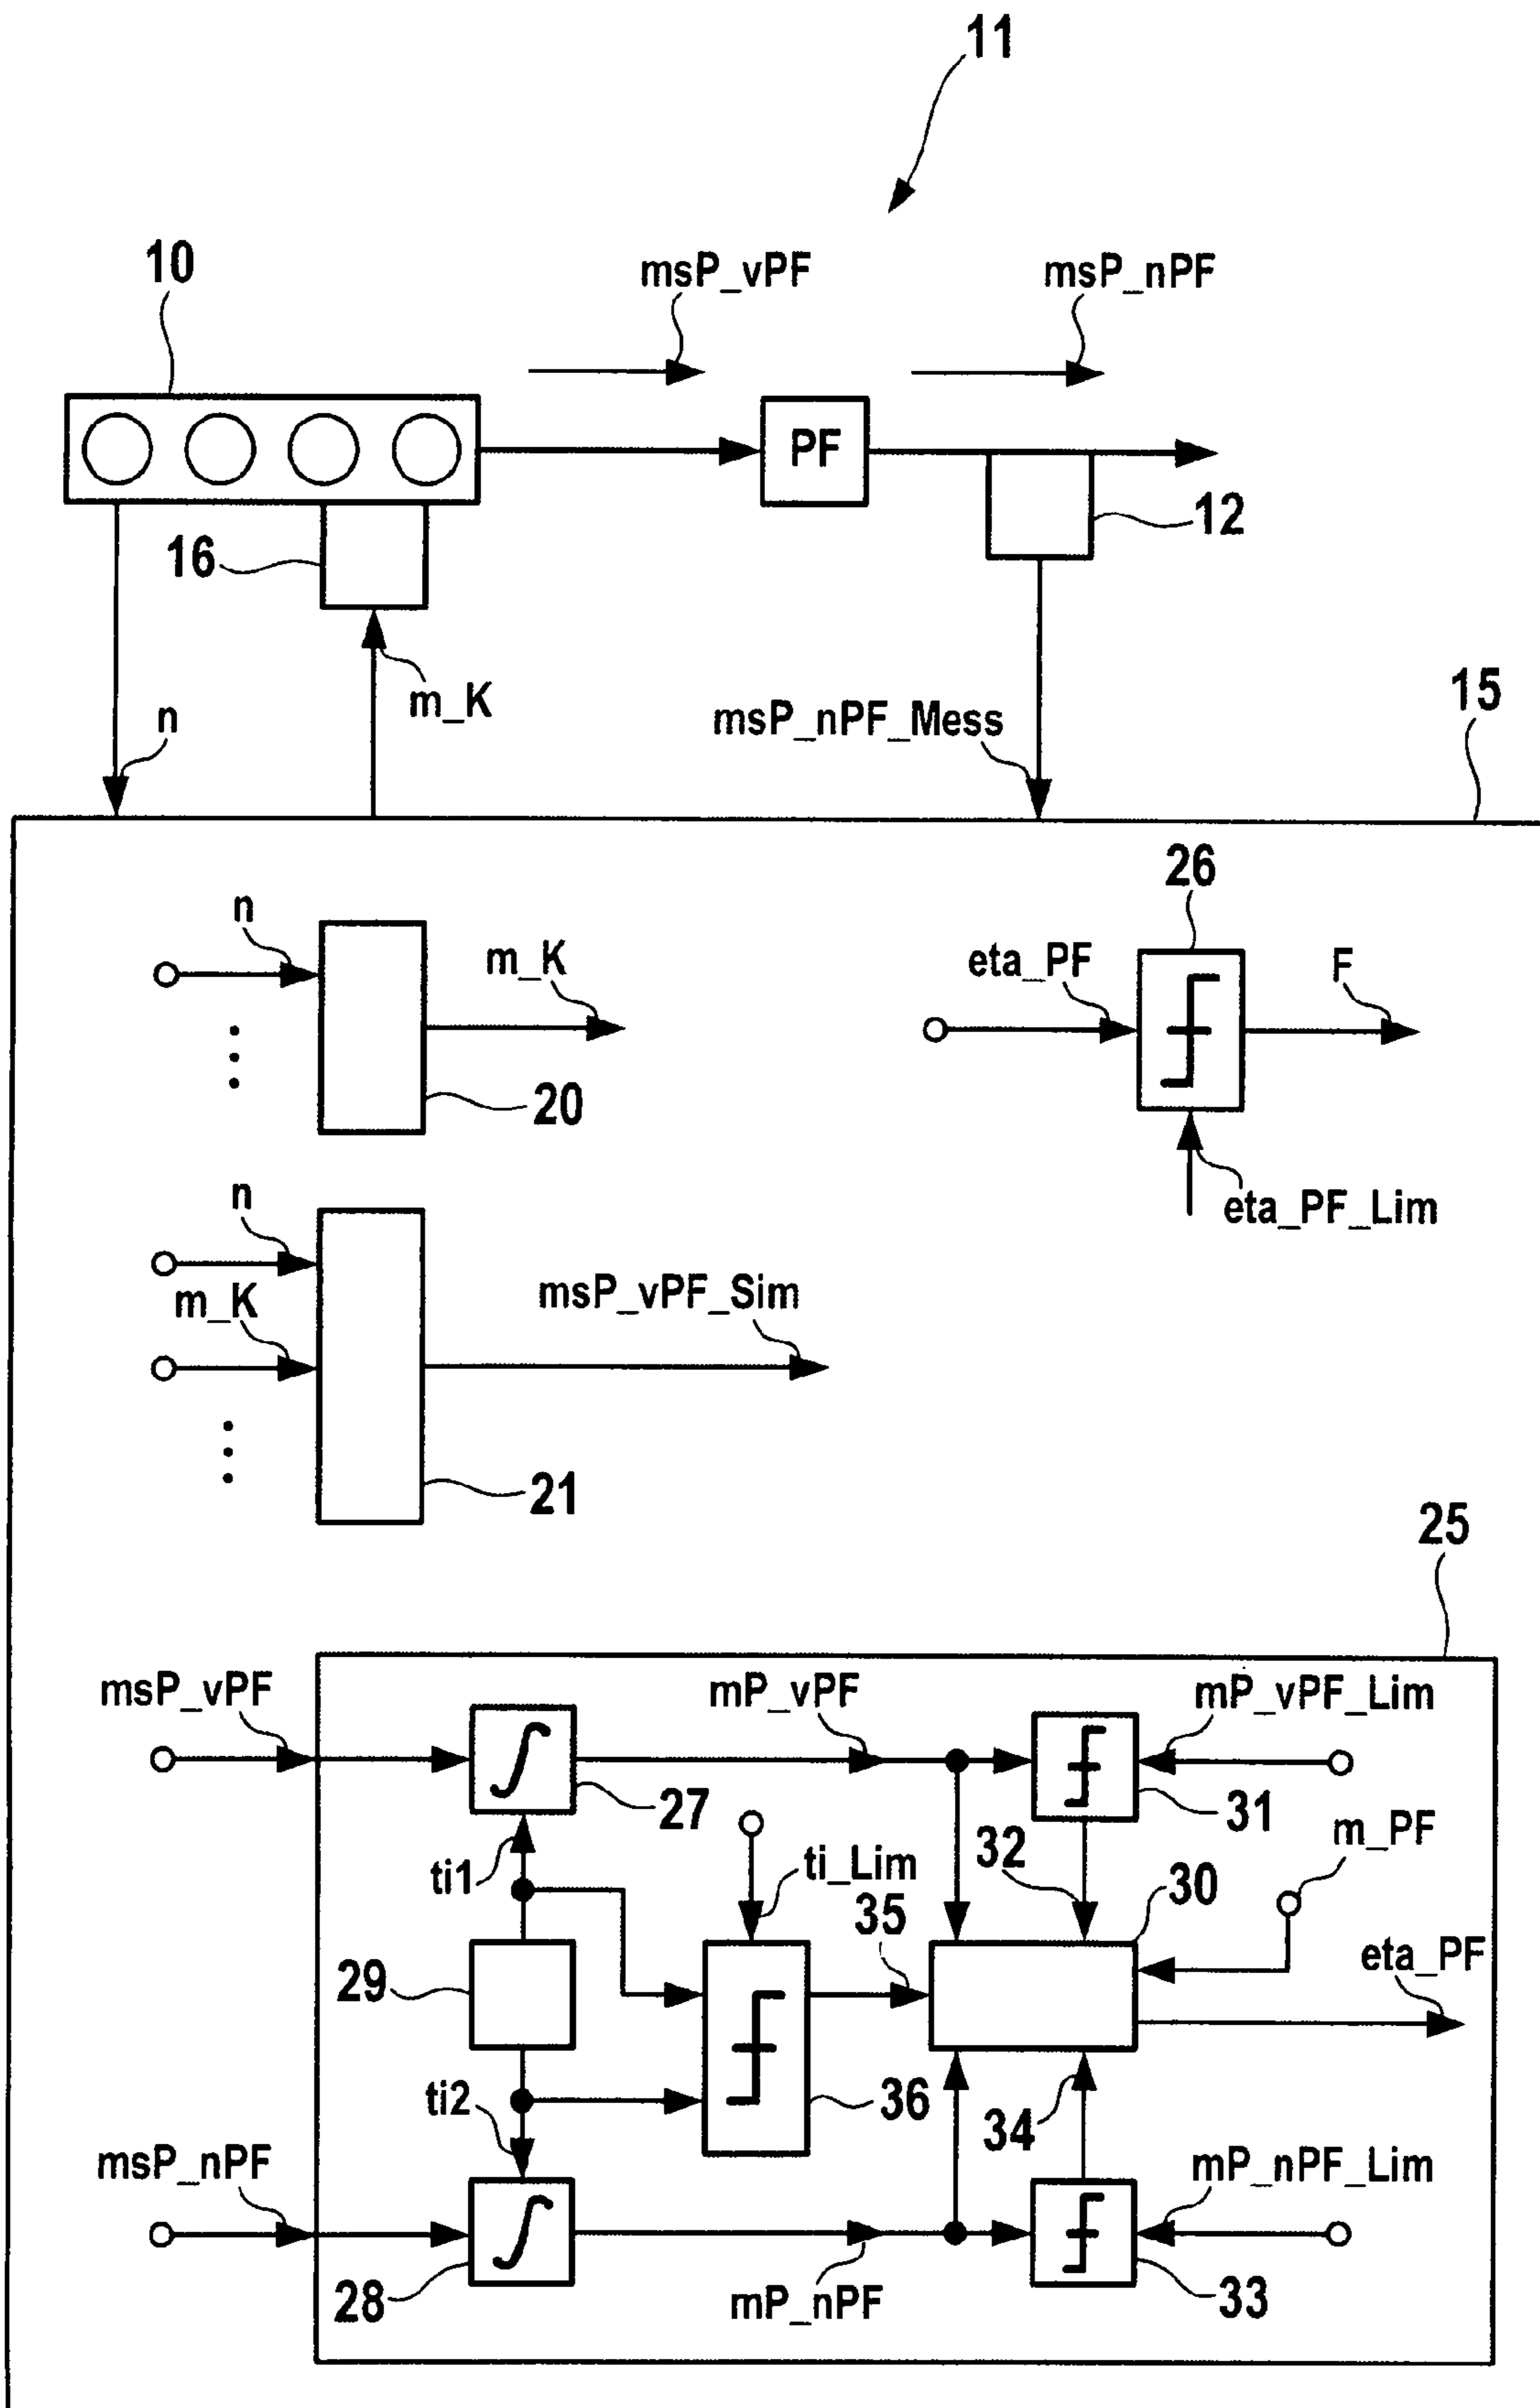 11
10
msP_vPF
msP_nPF
PF
12
16
m_K
n
msP_nPF_Mess
15
26
n
m_K
eta_PF
F
20
eta_PF_Lim
n
m_K
msP_vPF_Sim
21
25
msP_vPF
mP_vPF
mP_vPF_Lim
27
31
ti1
ti_Lim
32
m_PF
35
30
29
eta_PF
ti2
36
34
msP_nPF
mP_nPF_Lim
28
mP_nPF
33